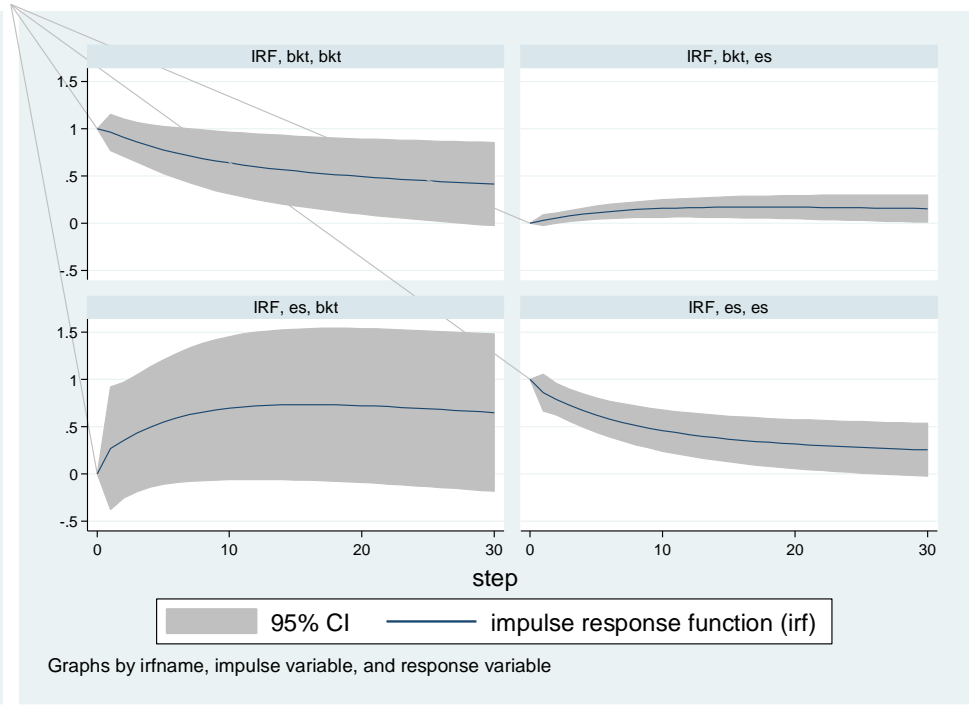 IRF, bkt, bkt
IRF, bkt, es
1.5
1
.5
0
-.5
IRF, es, bkt
IRF, es, es
1.5
1
.5
0
-.5
0 10 20 30 0 10 20 30
step
95% CI impulse response function (irf)
Graphs by irfname, impulse variable, and response variable